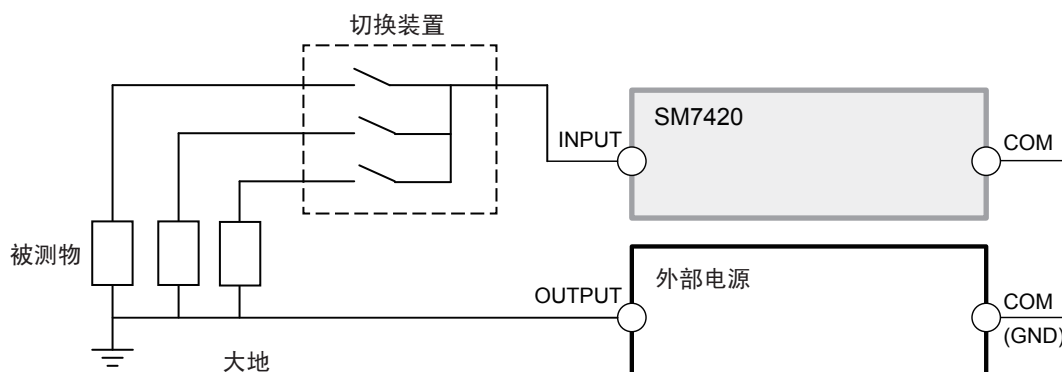 切换装置
SM7420
INPUT
COM
被测物
外部电源
OUTPUT
COM
(GND)
大地